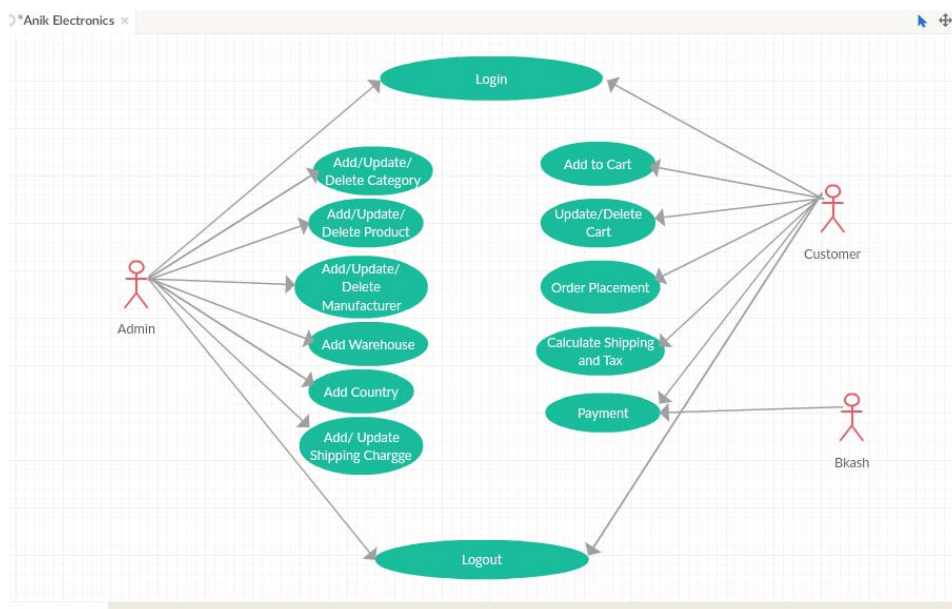 *Anik Electronics ×
Login
Add/Update/
Delete Category
Add/Update/
Delete Product
Add/Update/
Delete
Manufacturer
Add Warehouse
Add Country
Add/ Update
Shipping Chargge
Admin
Add to Cart
Update/Delete
Cart
Order Placement
Calculate Shipping
and Tax
Payment
Customer
Bkash
Logout